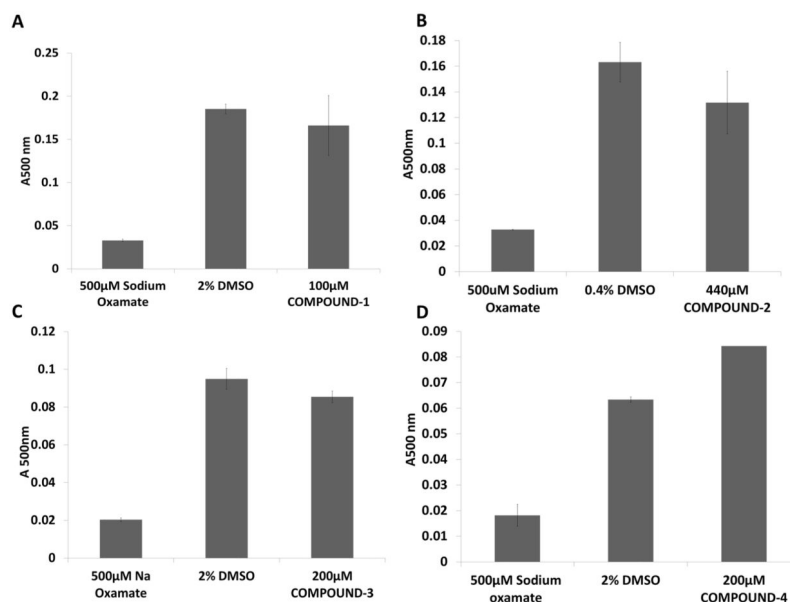 A
0.25
0.2
0.15
0.1
0.05
0
A500 nm
500µM Sodium Oxamate
2% DMSO
100µM COMPOUND-1
B
0.18
0.16
0.14
0.12
0.1
0.08
0.06
0.04
0.02
0
A500nm
500uM Sodium Oxamate
0.4% DMSO
440µM COMPOUND-2
C
0.12
0.1
0.08
0.06
0.04
0.02
0
A 500nm
500µM Na Oxamate
2% DMSO
200µM COMPOUND-3
D
0.09
0.08
0.07
0.06
0.05
0.04
0.03
0.02
0.01
0
A500nm
500µM Sodium oxamate
2% DMSO
200µM COMPOUND-4